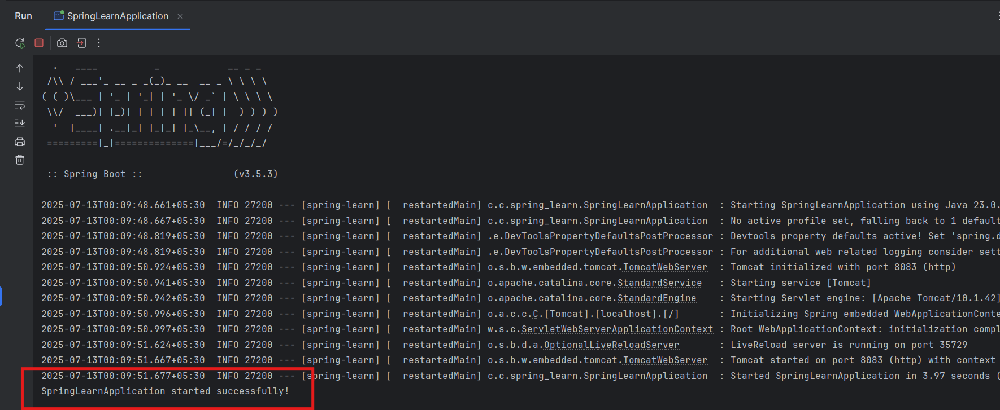 Run SpringLearnApplication
  .   ____          _            __ _ _
 /\\ / ___'_ __ _ _(_)_ __  __ _ \ \ \ \
( ( )\___ | '_ | '_| | '_ \/ _` | \ \ \ \
 \\/  ___)| |_)| | | | | || (_| |  ) ) ) )
  '  |____| .__|_| |_|_| |_\__, | / / / /
 =========|_|==============|___/=/_/_/_/
 :: Spring Boot ::                (v3.5.3)
2025-07-13T00:09:48.661+05:30  INFO 27200 --- [spring-learn] [  restartedMain] c.c.spring_learn.SpringLearnApplication  : Starting SpringLearnApplication using Java 23.0.
2025-07-13T00:09:48.667+05:30  INFO 27200 --- [spring-learn] [  restartedMain] c.c.spring_learn.SpringLearnApplication  : No active profile set, falling back to 1 default
2025-07-13T00:09:48.819+05:30  INFO 27200 --- [spring-learn] [  restartedMain] .e.DevToolsPropertyDefaultsPostProcessor : Devtools property defaults active! Set 'spring.d
2025-07-13T00:09:48.819+05:30  INFO 27200 --- [spring-learn] [  restartedMain] .e.DevToolsPropertyDefaultsPostProcessor : For additional web related logging consider sett
2025-07-13T00:09:50.924+05:30  INFO 27200 --- [spring-learn] [  restartedMain] o.s.b.w.embedded.tomcat.TomcatWebServer  : Tomcat initialized with port 8083 (http)
2025-07-13T00:09:50.941+05:30  INFO 27200 --- [spring-learn] [  restartedMain] o.apache.catalina.core.StandardService   : Starting service [Tomcat]
2025-07-13T00:09:50.942+05:30  INFO 27200 --- [spring-learn] [  restartedMain] o.apache.catalina.core.StandardEngine    : Starting Servlet engine: [Apache Tomcat/10.1.42]
2025-07-13T00:09:50.996+05:30  INFO 27200 --- [spring-learn] [  restartedMain] o.a.c.c.C.[Tomcat].[localhost].[/]       : Initializing Spring embedded WebApplicationConte
2025-07-13T00:09:50.997+05:30  INFO 27200 --- [spring-learn] [  restartedMain] w.s.c.ServletWebServerApplicationContext : Root WebApplicationContext: initialization compl
2025-07-13T00:09:51.624+05:30  INFO 27200 --- [spring-learn] [  restartedMain] o.s.b.d.a.OptionalLiveReloadServer       : LiveReload server is running on port 35729
2025-07-13T00:09:51.667+05:30  INFO 27200 --- [spring-learn] [  restartedMain] o.s.b.w.embedded.tomcat.TomcatWebServer  : Tomcat started on port 8083 (http) with context
2025-07-13T00:09:51.677+05:30  INFO 27200 --- [spring-learn] [  restartedMain] c.c.spring_learn.SpringLearnApplication  : Started SpringLearnApplication in 3.97 seconds (
SpringLearnApplication started successfully!